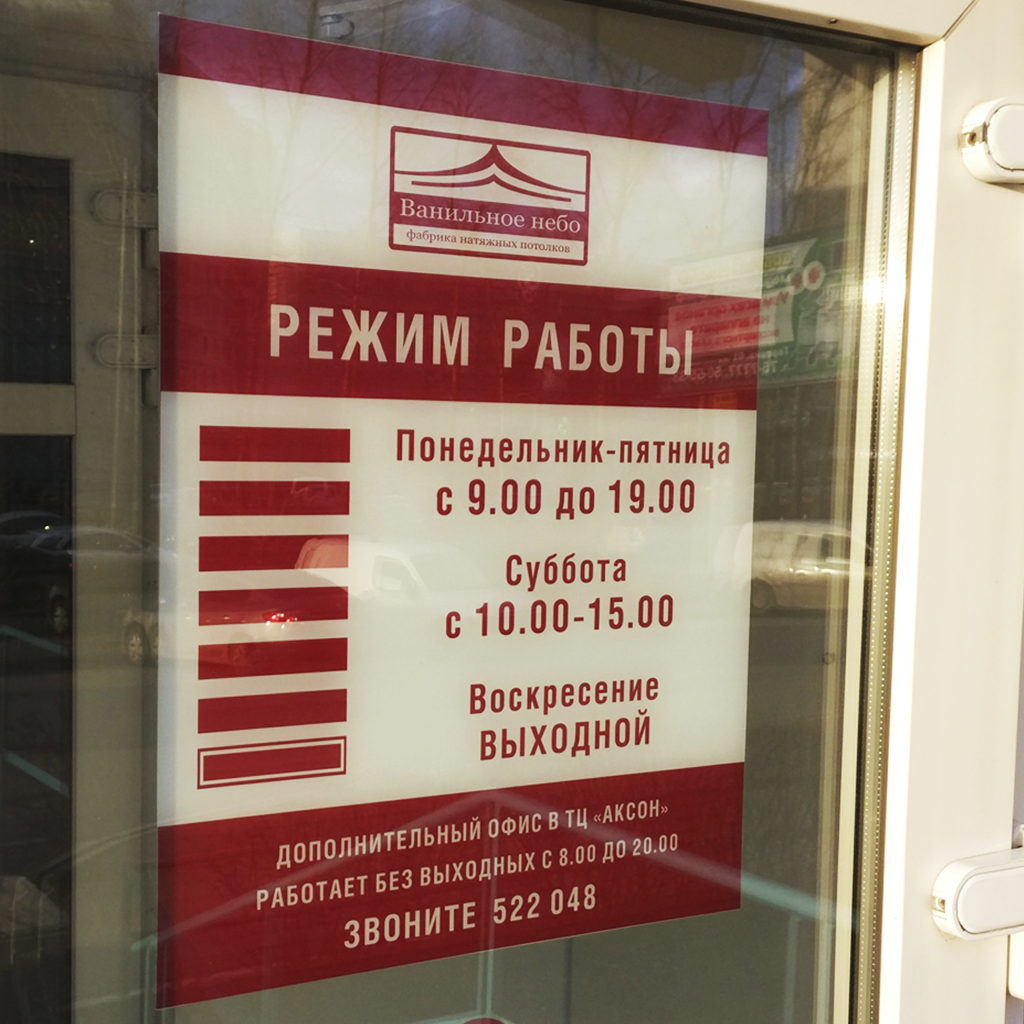 Ванильное небо
фабрика натяжных потолков
РЕЖИМ РАБОТЫ
Понедельник-пятница
с 9.00 до 19.00
Суббота
с 10.00-15.00
Воскресение
ВЫХОДНОЙ
ДОПОЛНИТЕЛЬНЫЙ ОФИС В ТЦ «АКСОН»
РАБОТАЕТ БЕЗ ВЫХОДНЫХ С 8.00 ДО 20.00
ЗВОНИТЕ 522 048